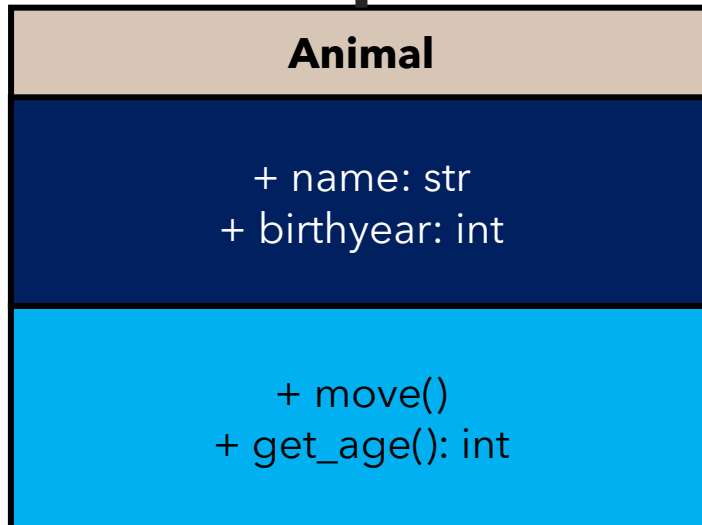 Animal
+ name: str
+ birthyear: int
+ move()
+ get_age(): int